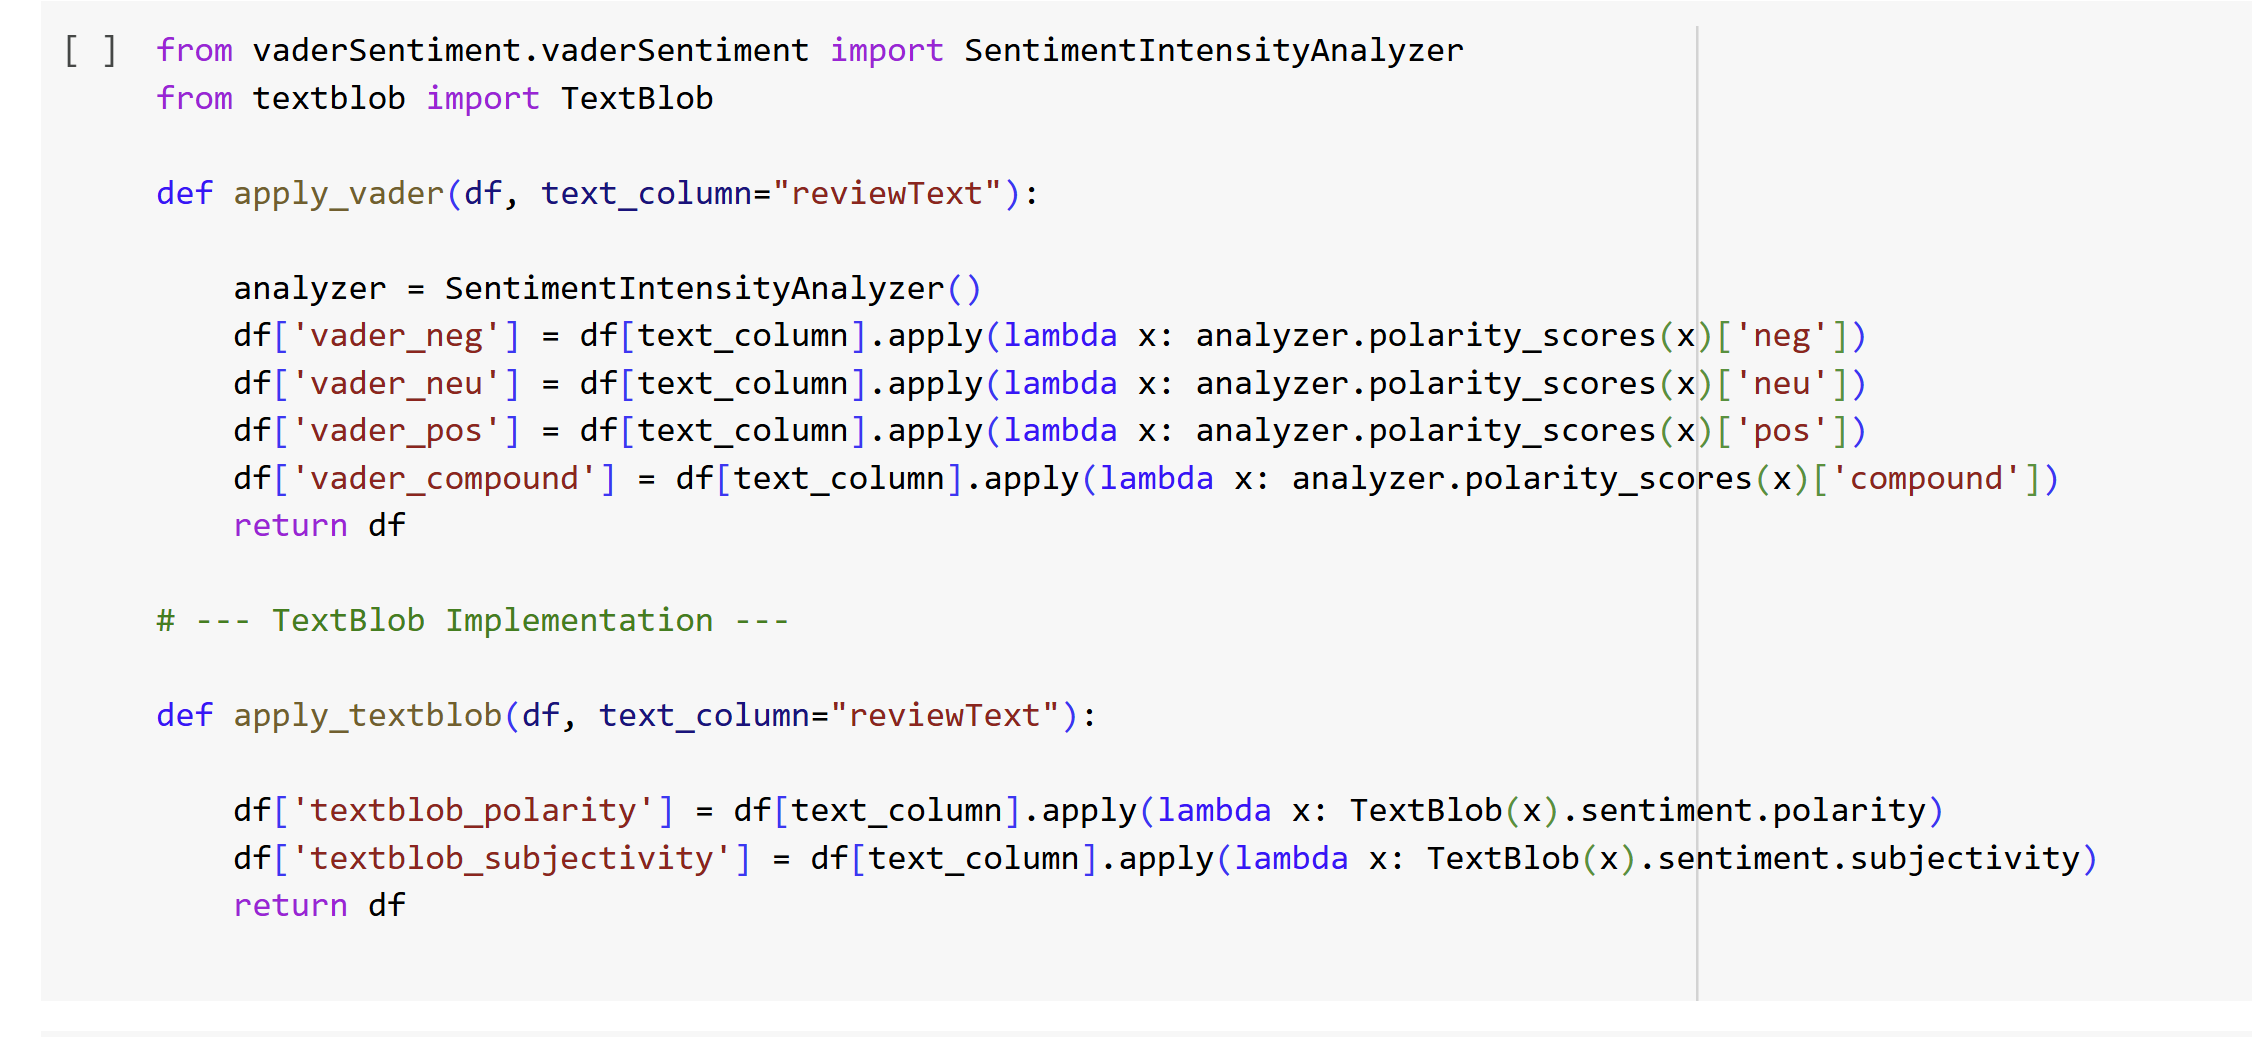 [ ] from vaderSentiment.vaderSentiment import SentimentIntensityAnalyzer
from textblob import TextBlob
def apply_vader(df, text_column="reviewText"):
analyzer = SentimentIntensityAnalyzer()
df['vader_neg'] = df[text_column].apply(lambda x: analyzer.polarity_scores(x)['neg'])
df['vader_neu'] = df[text_column].apply(lambda x: analyzer.polarity_scores(x)['neu'])
df['vader_pos'] = df[text_column].apply(lambda x: analyzer.polarity_scores(x)['pos'])
df['vader_compound'] = df[text_column].apply(lambda x: analyzer.polarity_scores(x)['compound'])
return df
# --- TextBlob Implementation ---
def apply_textblob(df, text_column="reviewText"):
df['textblob_polarity'] = df[text_column].apply(lambda x: TextBlob(x).sentiment.polarity)
df['textblob_subjectivity'] = df[text_column].apply(lambda x: TextBlob(x).sentiment.subjectivity)
return df